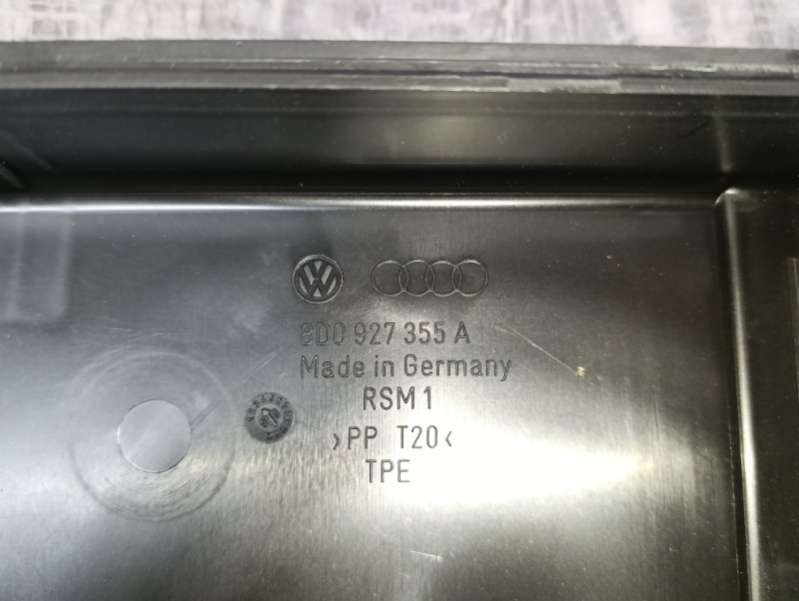 8D0 927 355 A
Made in Germany
RSM 1
>PP T20<
TPE